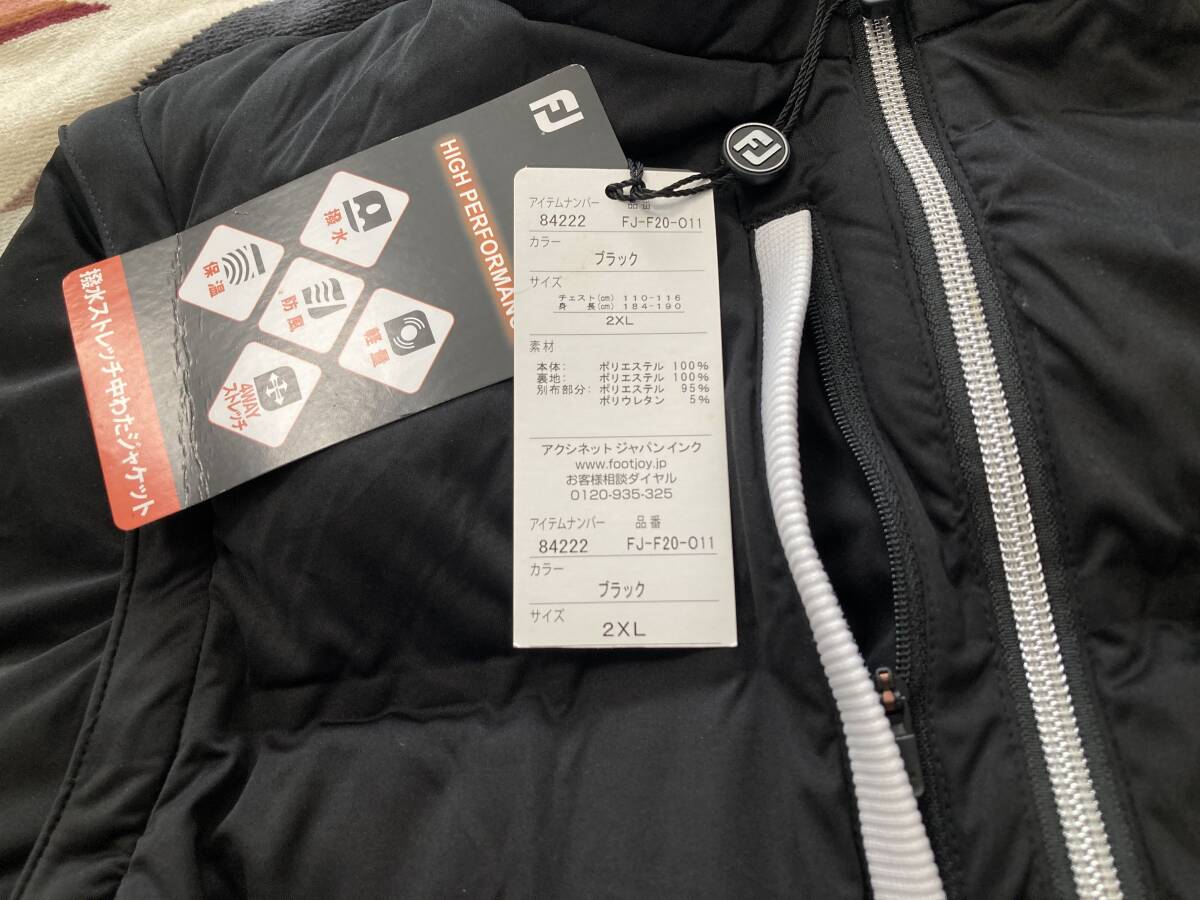 FJ
HIGH PERFORMANC
撥水
保温
防風
軽量
4WAY
ストレッチ
撥水ストレッチ中わたジャケット
FJ
アイテムナンバー 品番
84222 FJ-F20-O11
カラー
ブラック
サイズ
チェスト(cm) 110-116
身 長(cm) 184-190
2XL
素材
本体: ポリエステル 100%
裏地: ポリエステル 100%
別布部分: ポリエステル 95%
ポリウレタン 5%
アクシネット ジャパン インク
www.footjoy.jp
お客様相談ダイヤル
0120-935-325
アイテムナンバー 品番
84222 FJ-F20-O11
カラー
ブラック
サイズ
2XL